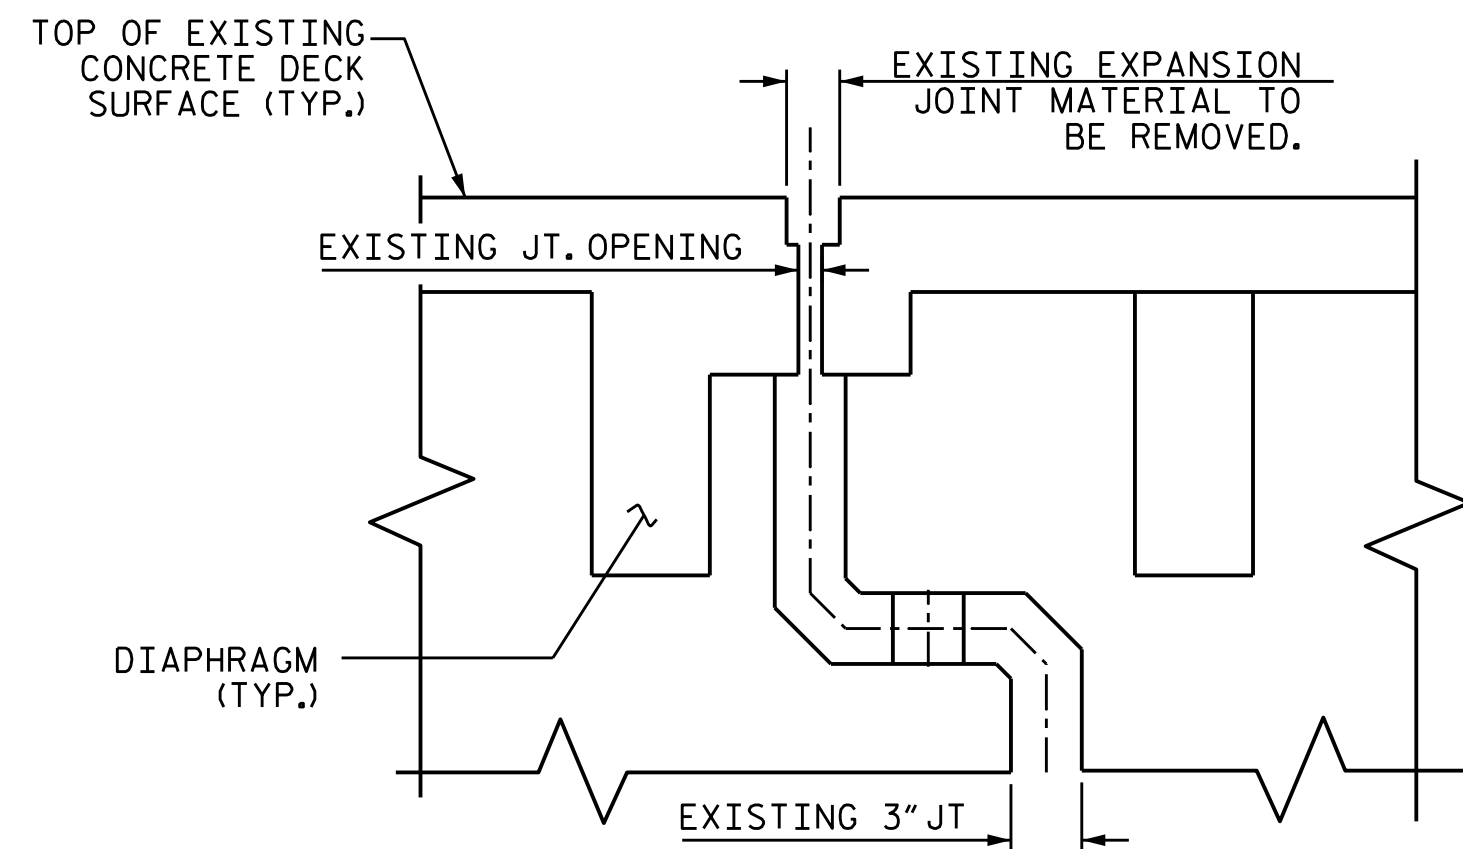 TOP OF EXISTING
CONCRETE DECK
SURFACE (TYP.)
EXISTING EXPANSION
JOINT MATERIAL TO
BE REMOVED.
EXISTING JT. OPENING
DIAPHRAGM
(TYP.)
EXISTING 3" JT